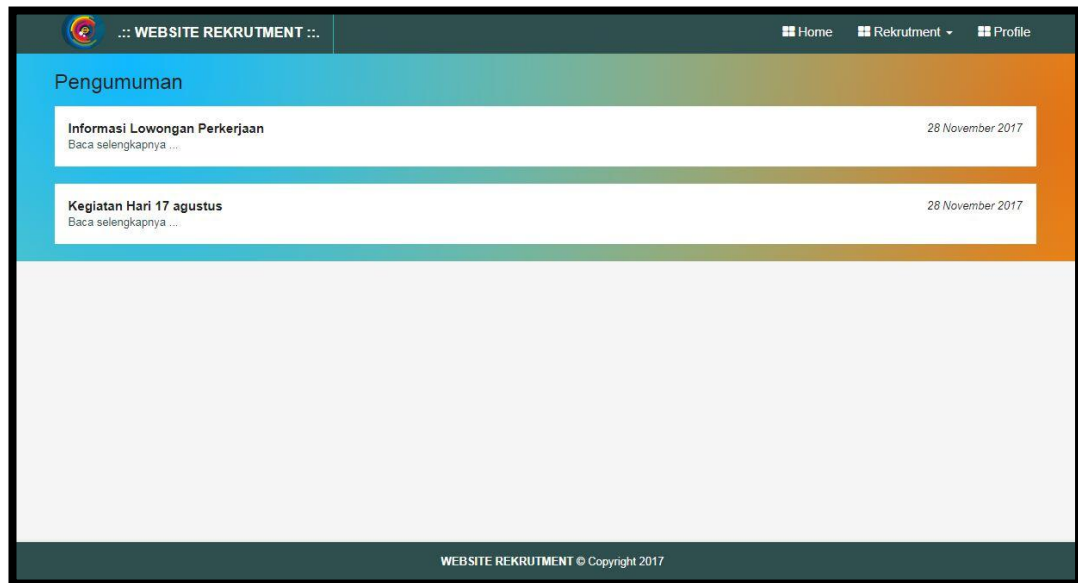 .:: WEBSITE REKRUTMENT ::.
Home Rekrutment Profile
Pengumuman
Informasi Lowongan Perkerjaan 28 November 2017
Baca selengkapnya ...
Kegiatan Hari 17 agustus 28 November 2017
Baca selengkapnya ...
WEBSITE REKRUTMENT © Copyright 2017